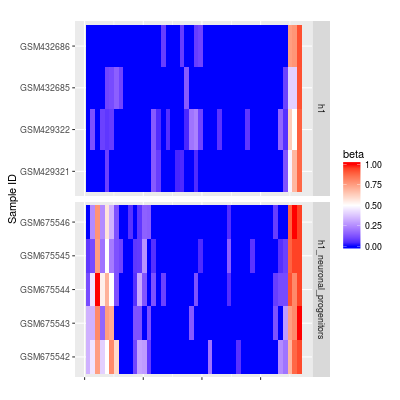 GSM432686
GSM432685
GSM429322
GSM429321
h1
GSM675546
GSM675545
GSM675544
GSM675543
GSM675542
h1_neuronal_progenitors
Sample ID
beta
1.00
0.75
0.50
0.25
0.00